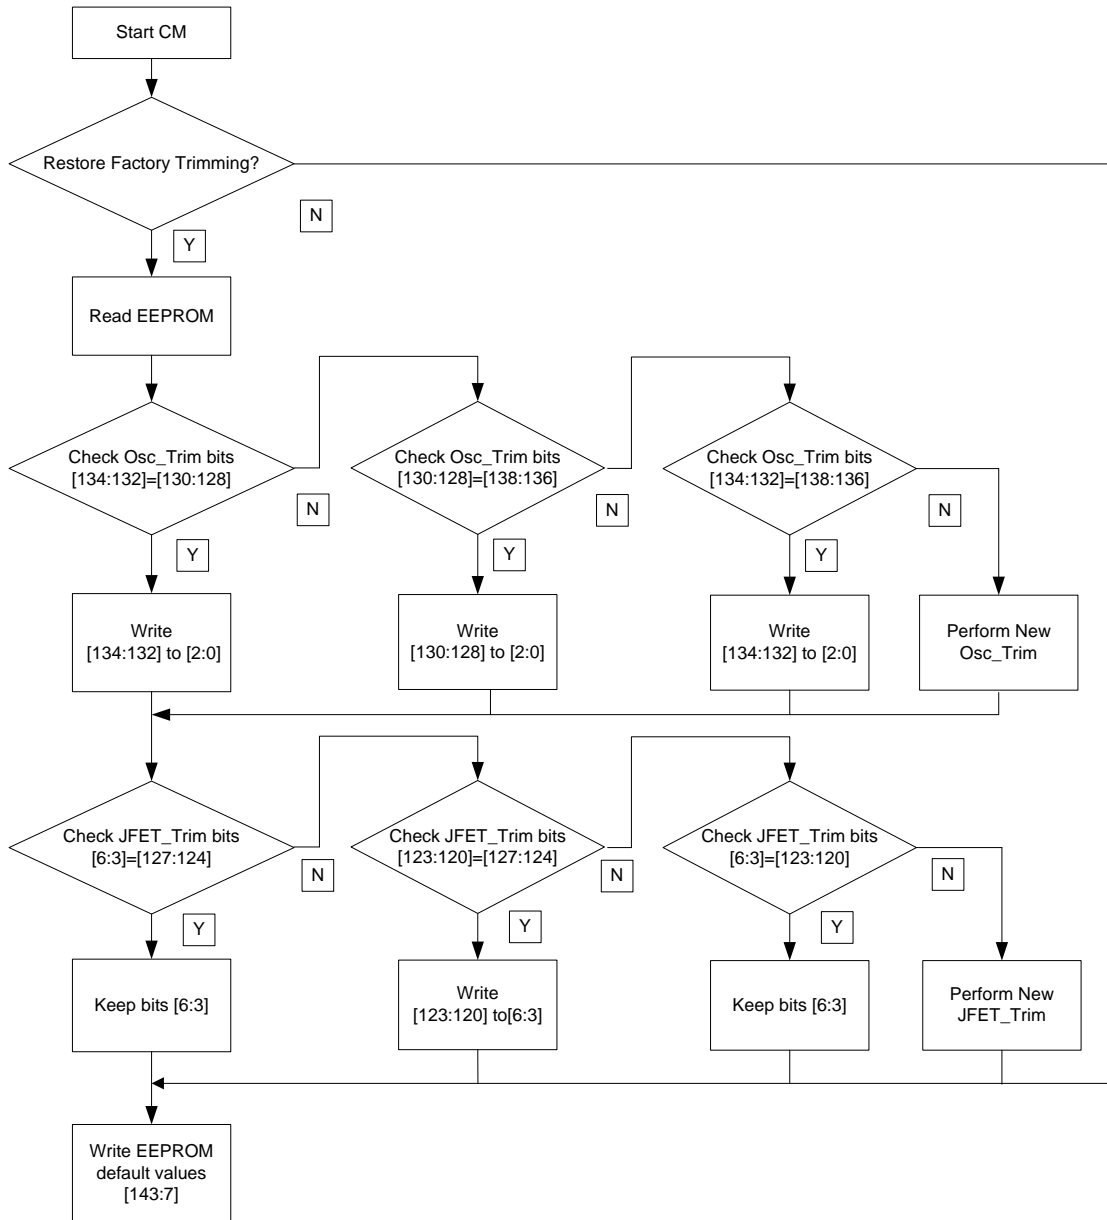 Start CM
Restore Factory Trimming?
N
Y
Read EEPROM
Check Osc_Trim bits
[134:132]=[130:128]
N
Y
Check Osc_Trim bits
[130:128]=[138:136]
N
Y
Check Osc_Trim bits
[134:132]=[138:136]
N
Y
Write
[134:132] to [2:0]
Write
[130:128] to [2:0]
Write
[134:132] to [2:0]
Perform New
Osc_Trim
Check JFET_Trim bits
[6:3]=[127:124]
N
Y
Check JFET_Trim bits
[123:120]=[127:124]
N
Y
Check JFET_Trim bits
[6:3]=[123:120]
N
Y
Keep bits [6:3]
Write
[123:120] to[6:3]
Keep bits [6:3]
Perform New
JFET_Trim
Write EEPROM
default values
[143:7]